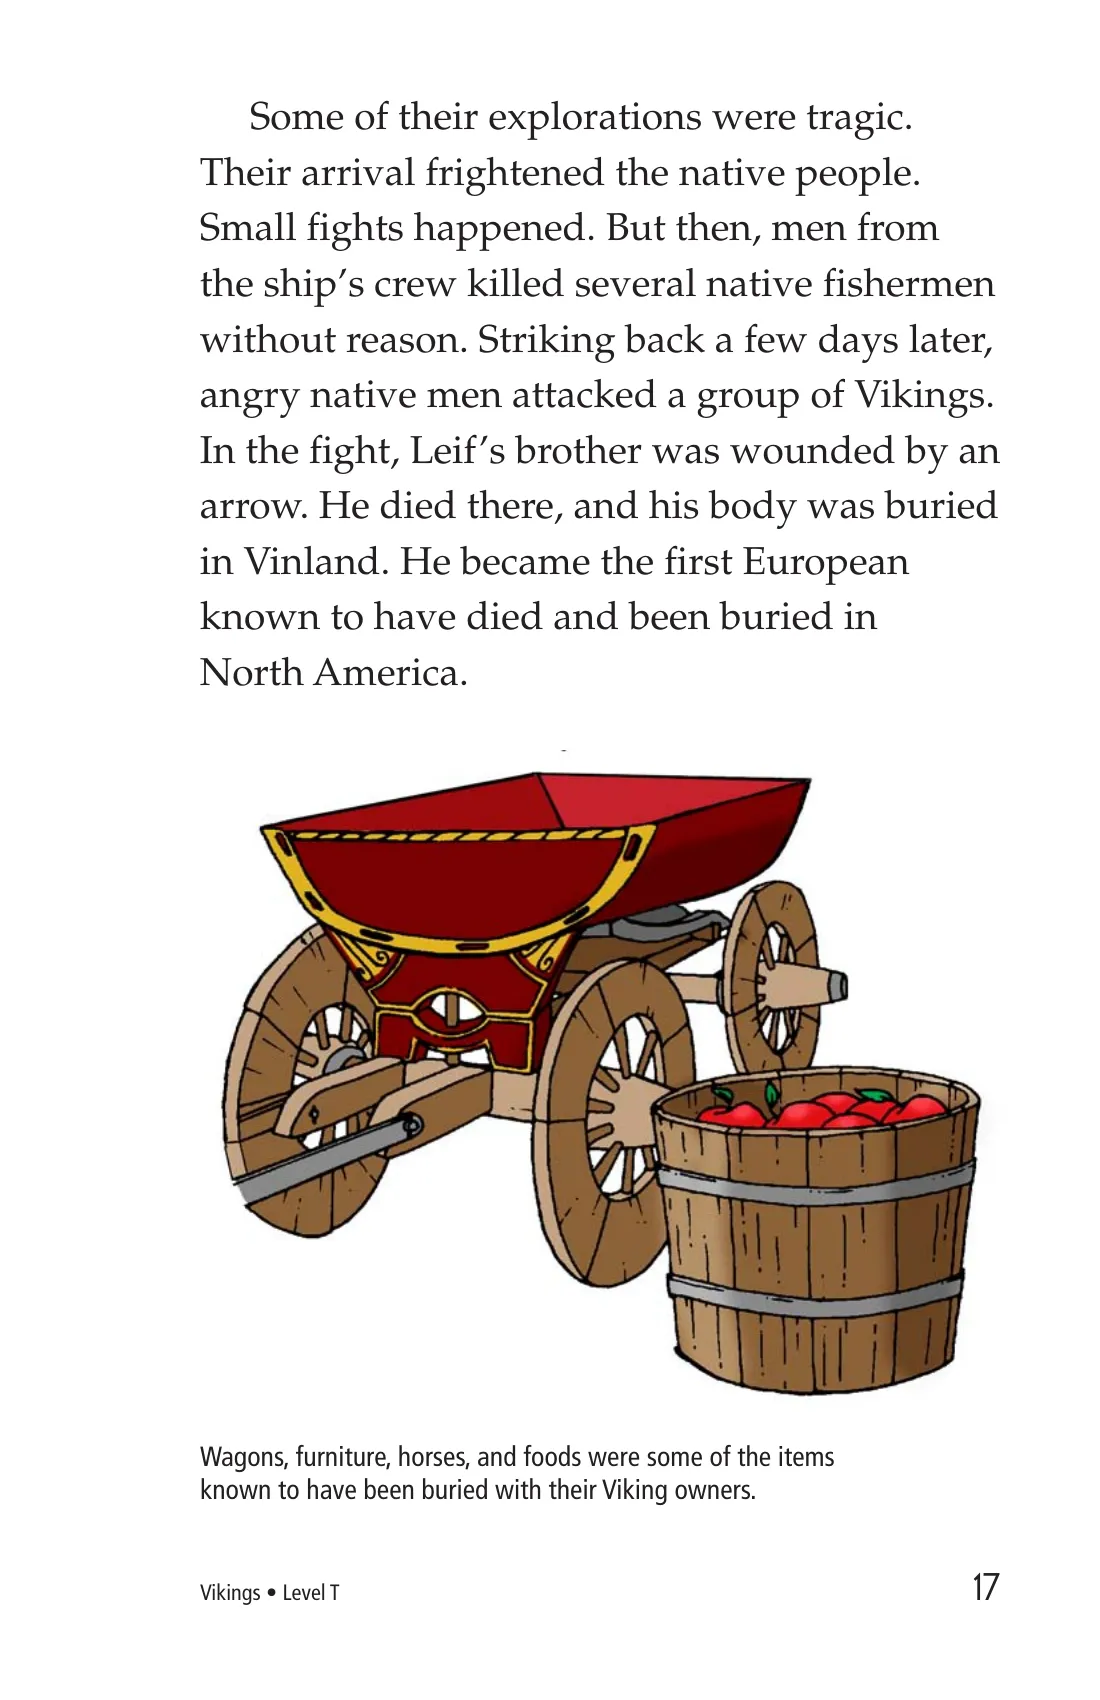 Some of their explorations were tragic.
Their arrival frightened the native people.
Small fights happened. But then, men from
the ship’s crew killed several native fishermen
without reason. Striking back a few days later,
angry native men attacked a group of Vikings.
In the fight, Leif’s brother was wounded by an
arrow. He died there, and his body was buried
in Vinland. He became the first European
known to have died and been buried in
North America.
Wagons, furniture, horses, and foods were some of the items
known to have been buried with their Viking owners.
Vikings • Level T
17